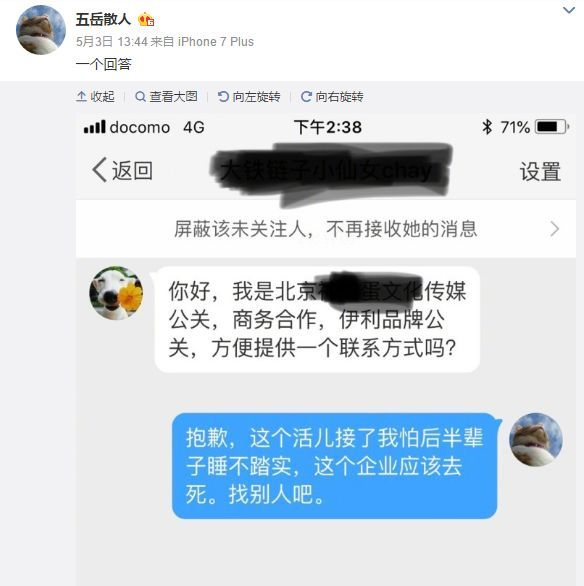 五岳散人
5月3日 13:44 来自 iPhone 7 Plus
一个回答
收起 查看大图 向左旋转 向右旋转
docomo 4G 下午2:38 71%
返回 大铁链子小仙女chay 设置
屏蔽该未关注人，不再接收她的消息
你好，我是北京 蛋文化传媒
公关，商务合作，伊利品牌公
关，方便提供一个联系方式吗？
抱歉，这个活儿接了我怕后半辈
子睡不踏实，这个企业应该去
死。找别人吧。